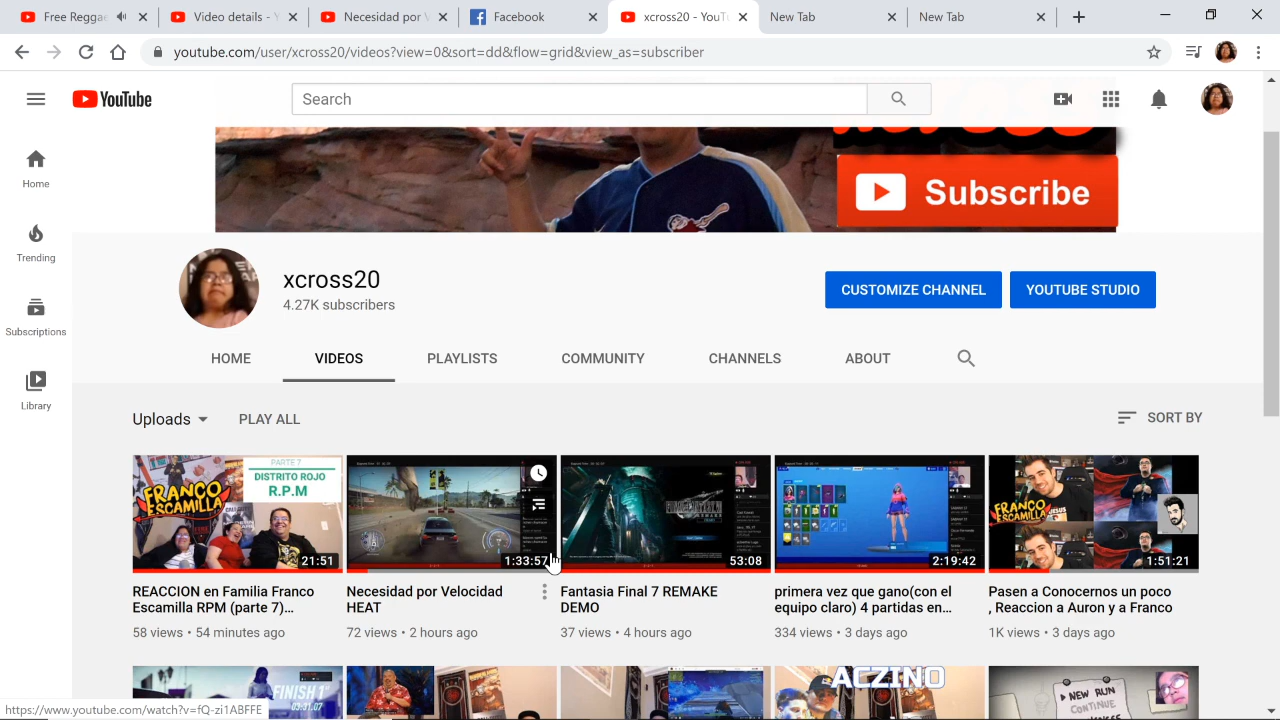 Free Reggae
Video details - Y
Necesidad por V
Facebook
xcross20 - YouTu
New Tab
New Tab
youtube.com/user/xcross20/videos?view=0&sort=dd&flow=grid&view_as=subscriber
YouTube
Search
Subscribe
Home
Trending
Subscriptions
Library
xcross20
4.27K subscribers
CUSTOMIZE CHANNEL
YOUTUBE STUDIO
HOME
VIDEOS
PLAYLISTS
COMMUNITY
CHANNELS
ABOUT
Uploads
PLAY ALL
SORT BY
PARTE 7
DISTRITO ROJO
R.P.M
FRANCO
ESCAMILLA
21:51
1:33:57
53:08
2:19:42
FRANCO
ESCAMILLA
1:51:21
REACCION en Familia Franco
Escamilla RPM (parte 7)...
58 views • 54 minutes ago
Necesidad por Velocidad
HEAT
72 views • 2 hours ago
Fantasia Final 7 REMAKE
DEMO
37 views • 4 hours ago
primera vez que gano(con el
equipo claro) 4 partidas en...
334 views • 3 days ago
Pasen a Conocernos un poco
, Reaccion a Auron y a Franco
1K views • 3 days ago
FINISH 1st
03:31.07
ACZINO
NEW RUN
CONTINUE
https://www.youtube.com/watch?v=fQ-zi1ABFFE